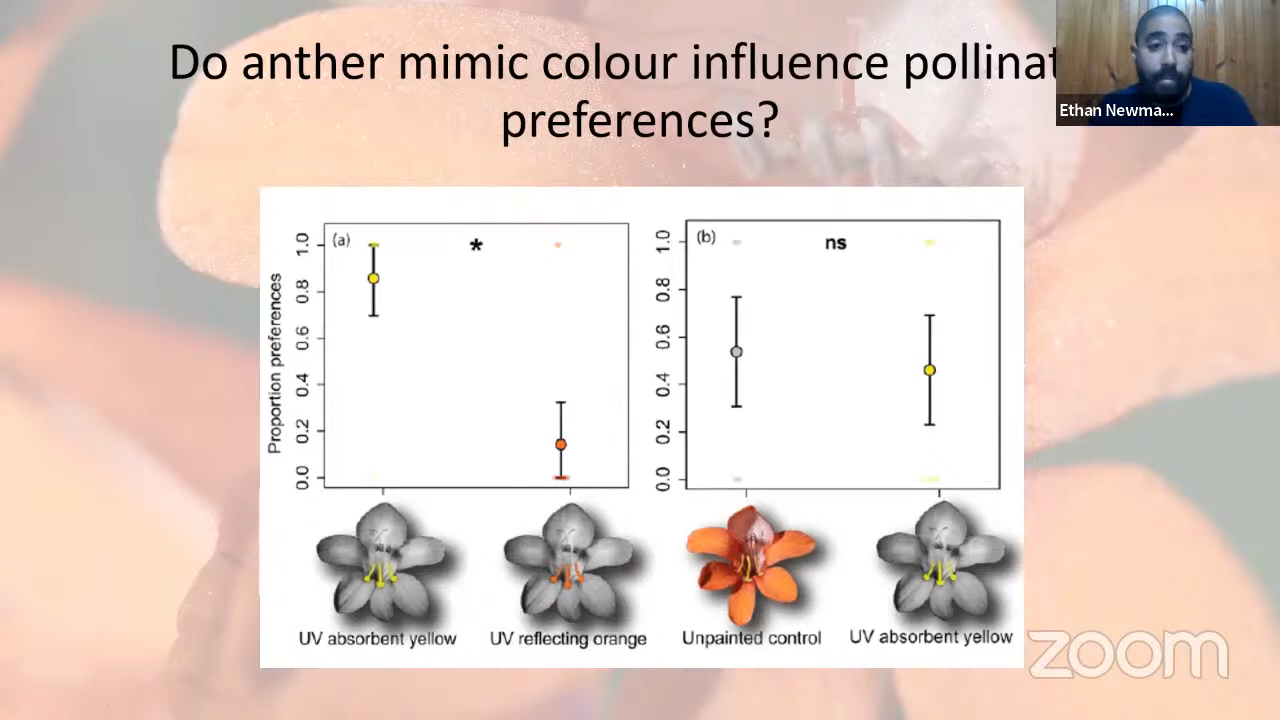 Do anther mimic colour influence pollinat
preferences?
Ethan Newma...
(a)
*
Proportion preferences
1.0
0.8
0.6
0.4
0.2
0.0
UV absorbent yellow
UV reflecting orange
(b)
ns
1.0
0.8
0.6
0.4
0.2
0.0
Unpainted control
UV absorbent yellow
zoom